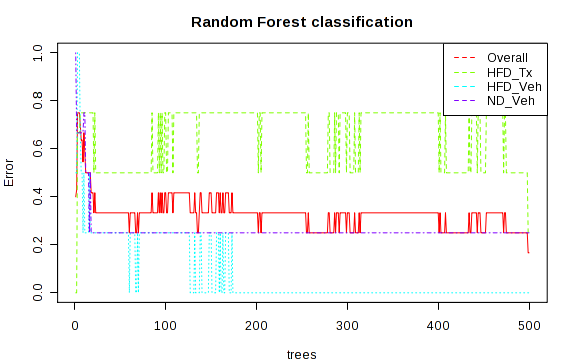 Random Forest classification
Error
1.0
0.8
0.6
0.4
0.2
0.0
Overall
HFD_Tx
HFD_Veh
ND_Veh
0 100 200 300 400 500
trees